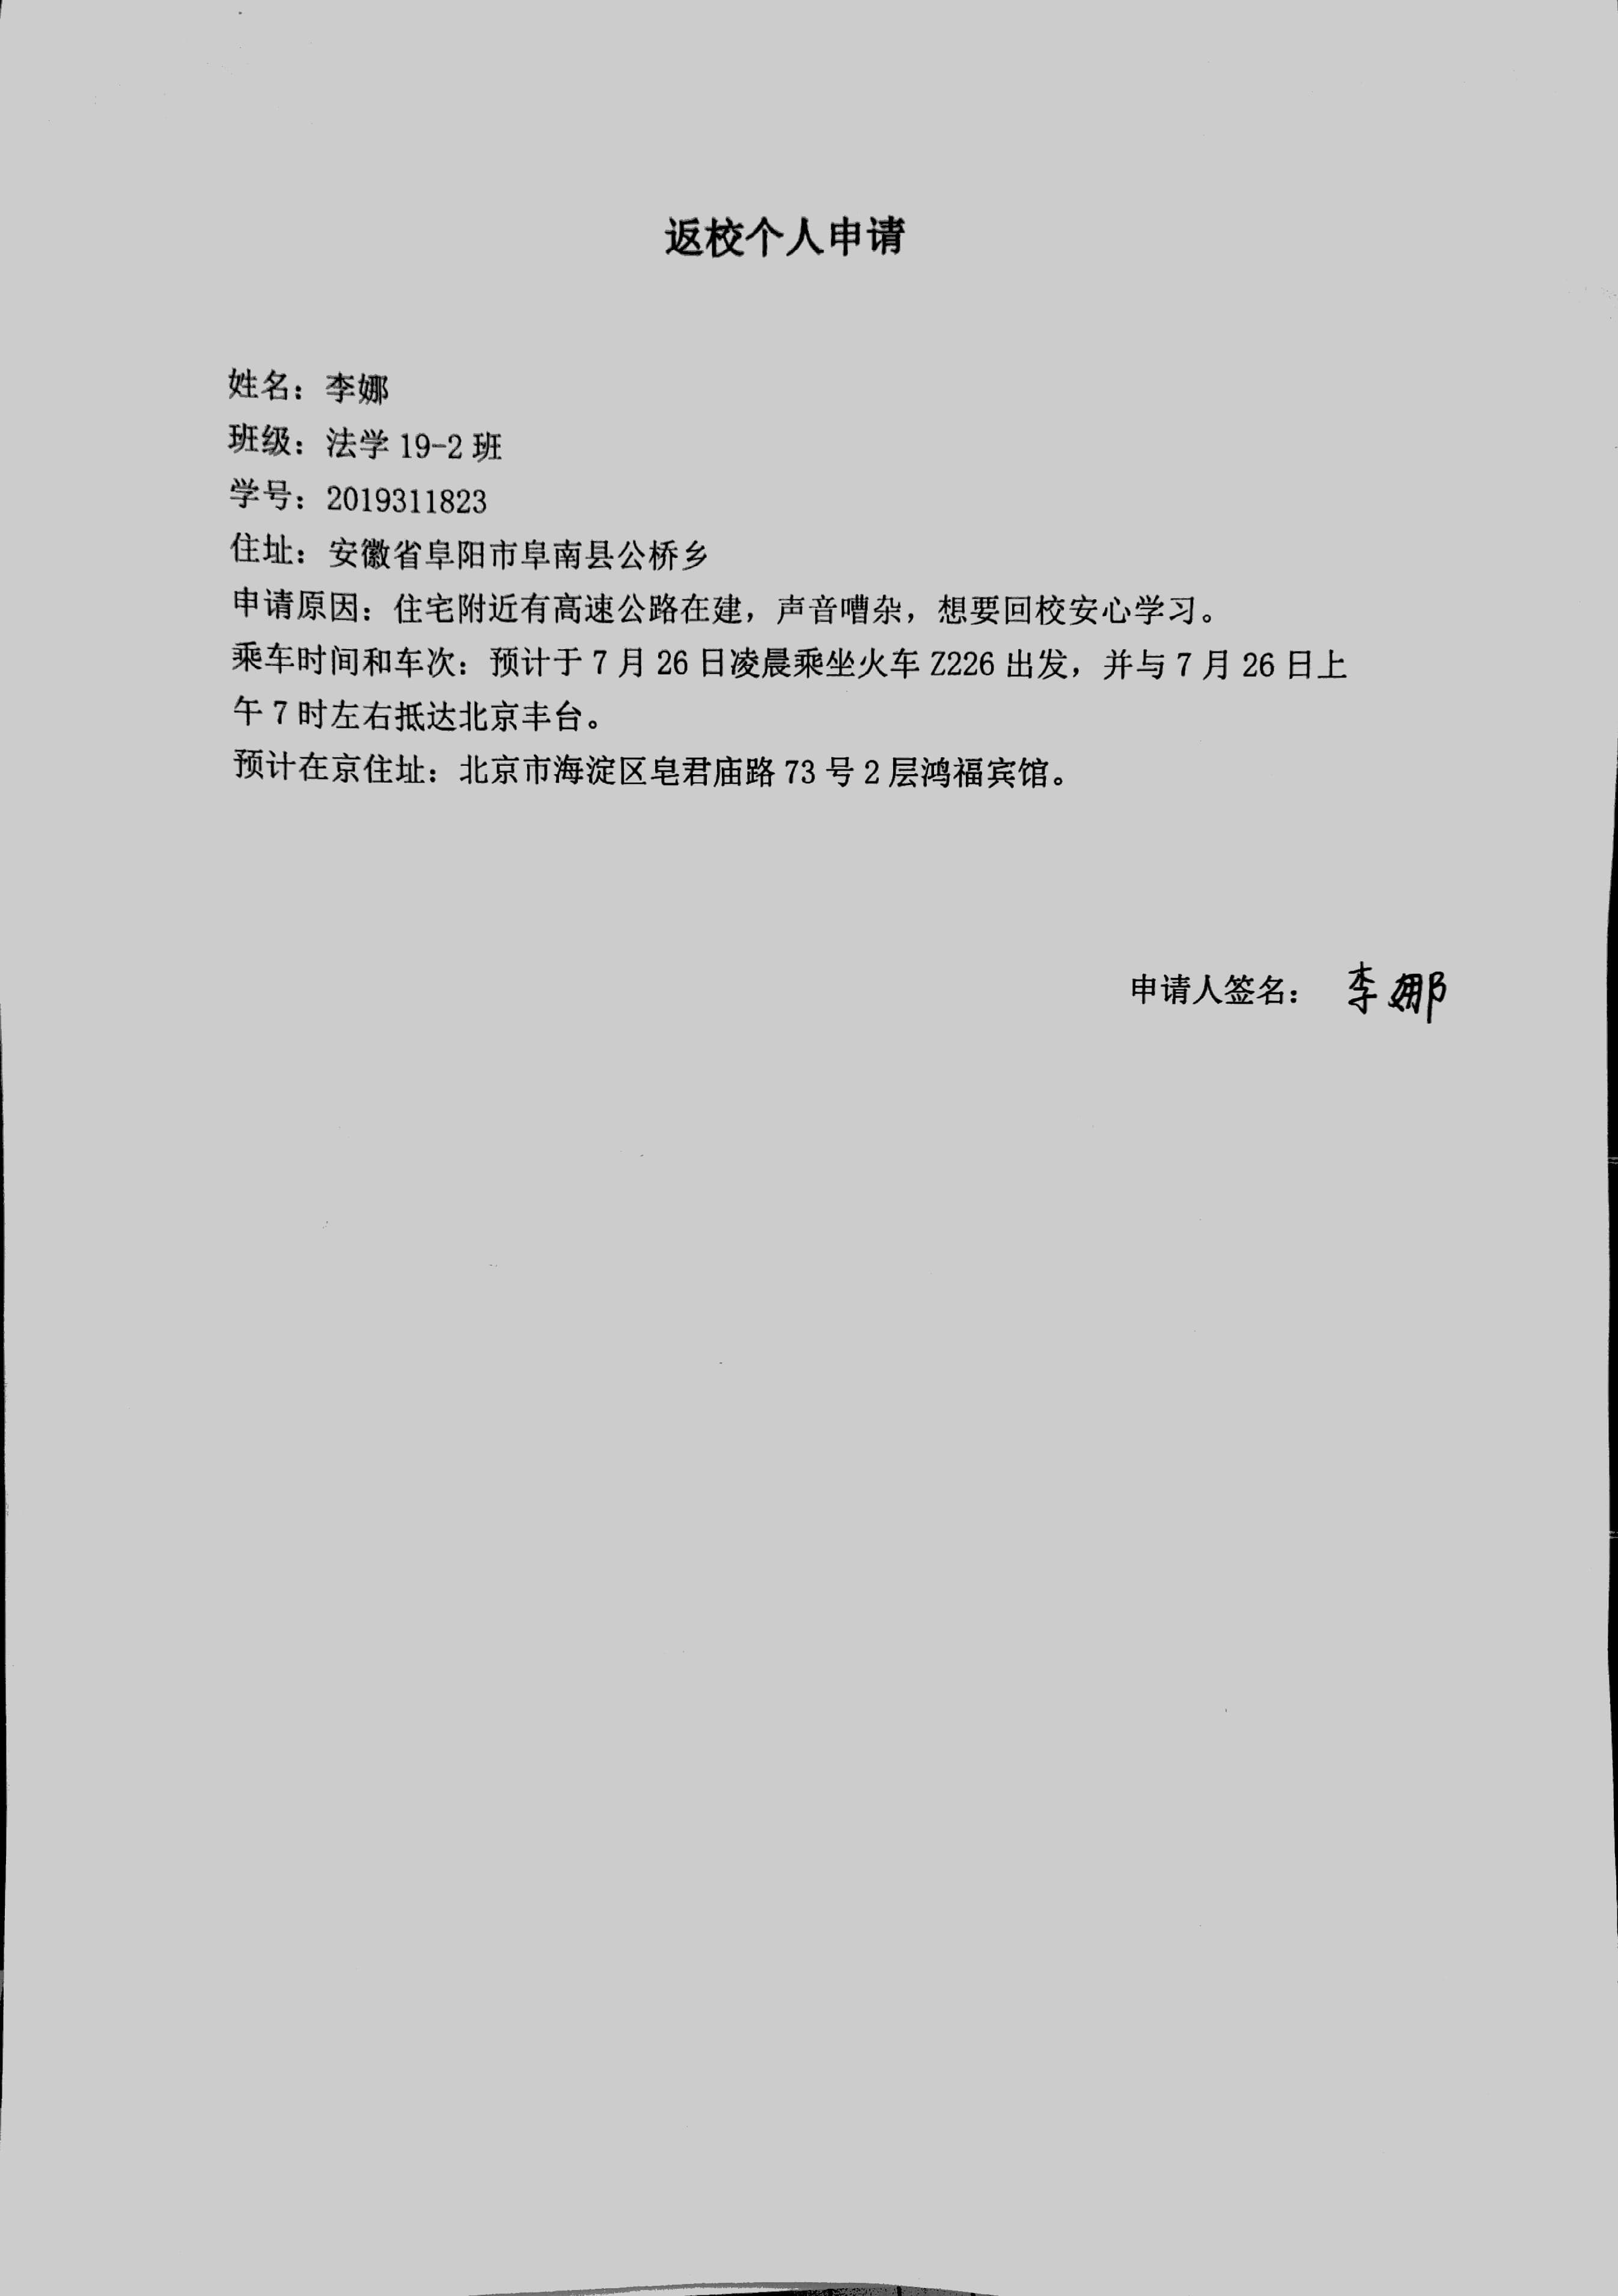 返校个人申请
姓名：李娜
班级：法学 19-2 班
学号：2019311823
住址：安徽省阜阳市阜南县公桥乡
申请原因：住宅附近有高速公路在建，声音嘈杂，想要回校安心学习。
乘车时间和车次：预计于 7 月 26 日凌晨乘坐火车 Z226 出发，并与 7 月 26 日上
午 7 时左右抵达北京丰台。
预计在京住址：北京市海淀区皂君庙路 73 号 2 层鸿福宾馆。
申请人签名：李娜